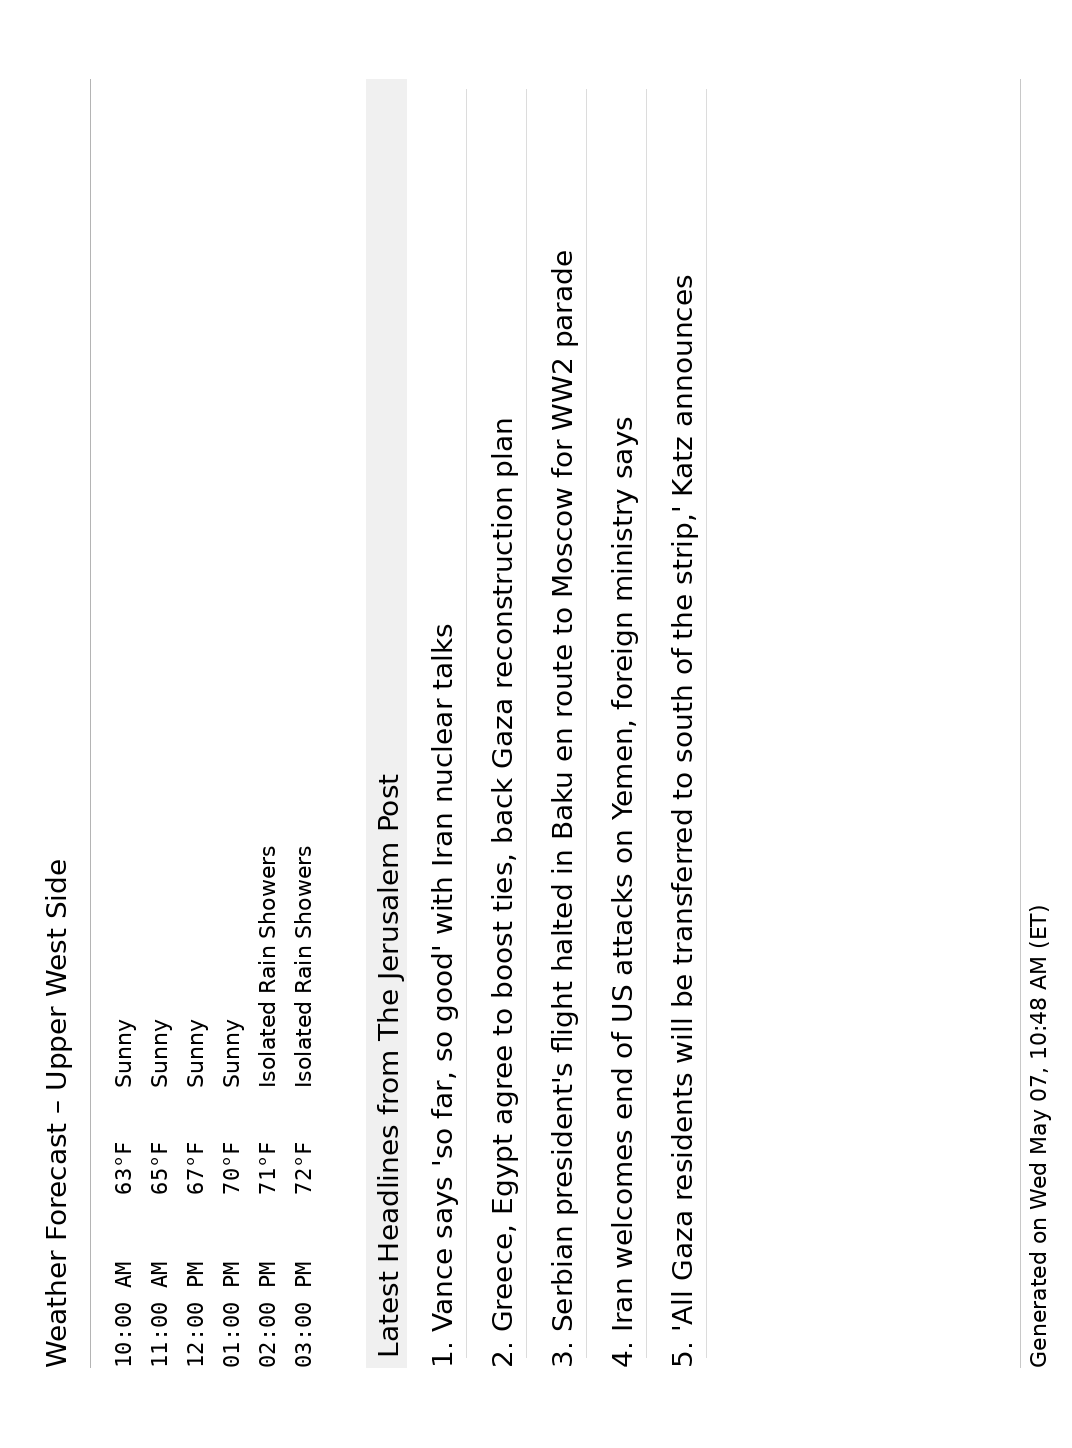 Weather Forecast – Upper West Side
10:00 AM 63°F Sunny
11:00 AM 65°F Sunny
12:00 PM 67°F Sunny
01:00 PM 70°F Sunny
02:00 PM 71°F Isolated Rain Showers
03:00 PM 72°F Isolated Rain Showers
Latest Headlines from The Jerusalem Post
1. Vance says 'so far, so good' with Iran nuclear talks
2. Greece, Egypt agree to boost ties, back Gaza reconstruction plan
3. Serbian president's flight halted in Baku en route to Moscow for WW2 parade
4. Iran welcomes end of US attacks on Yemen, foreign ministry says
5. 'All Gaza residents will be transferred to south of the strip,' Katz announces
Generated on Wed May 07, 10:48 AM (ET)